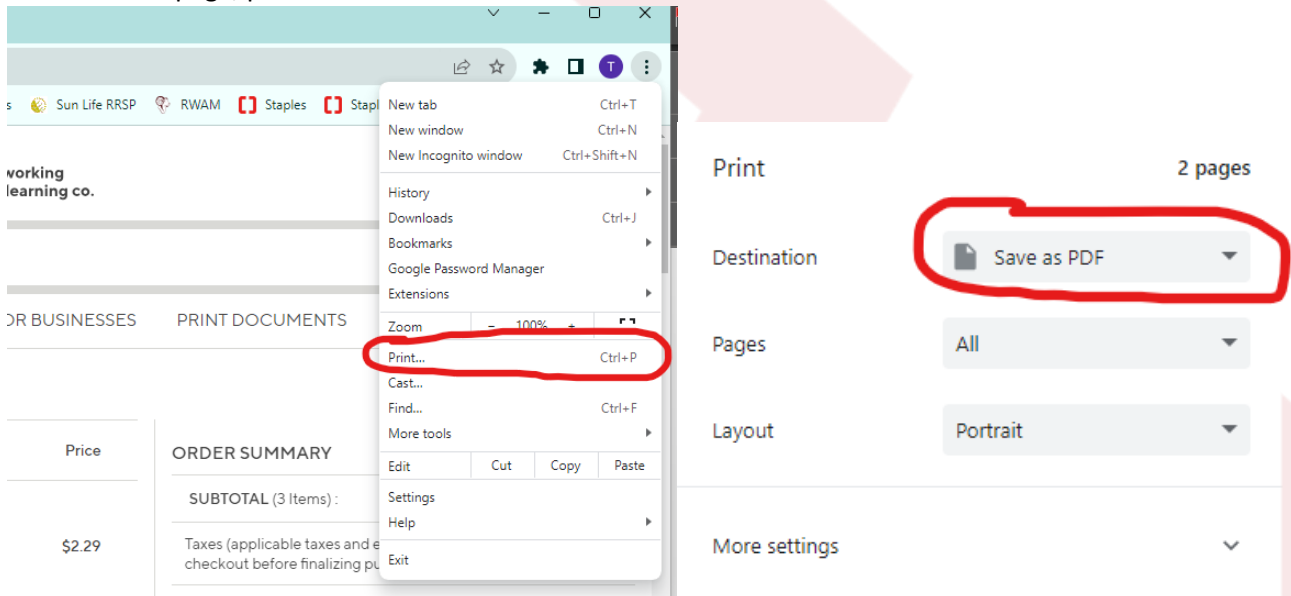 T
s Sun Life RRSP RWAM Staples Stapl
working
learning co.
OR BUSINESSES PRINT DOCUMENTS
Price
ORDER SUMMARY
SUBTOTAL (3 Items) :
$2.29
Taxes (applicable taxes and e
checkout before finalizing pu
New tab Ctrl+T
New window Ctrl+N
New Incognito window Ctrl+Shift+N
History
Downloads Ctrl+J
Bookmarks
Google Password Manager
Extensions
Zoom - 100% +
Print... Ctrl+P
Cast...
Find... Ctrl+F
More tools
Edit Cut Copy Paste
Settings
Help
Exit
Print 2 pages
Destination Save as PDF
Pages All
Layout Portrait
More settings